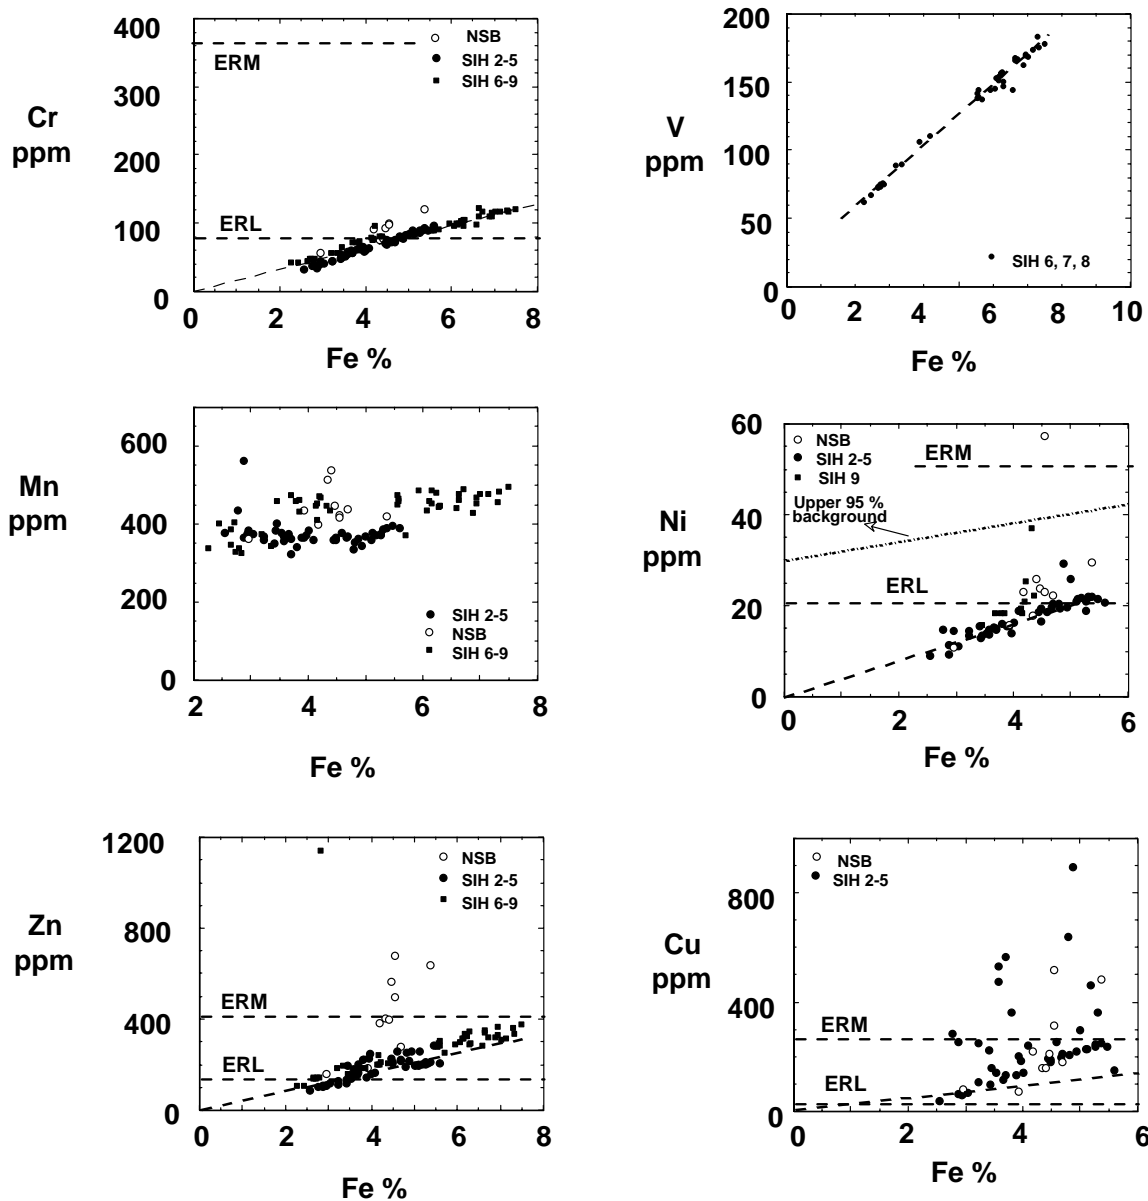 400
300
200
100
0
Cr
ppm
ERM
ERL
NSB
SIH 2-5
SIH 6-9
0 2 4 6 8
Fe %
200
150
100
50
0
V
ppm
SIH 6, 7, 8
0 2 4 6 8 10
Fe %
600
400
200
0
Mn
ppm
SIH 2-5
NSB
SIH 6-9
2 4 6 8
Fe %
60
40
20
0
Ni
ppm
NSB
SIH 2-5
SIH 9
ERM
Upper 95 %
background
ERL
0 2 4 6
Fe %
1200
800
400
0
Zn
ppm
NSB
SIH 2-5
SIH 6-9
ERM
ERL
0 2 4 6 8
Fe %
800
400
0
Cu
ppm
NSB
SIH 2-5
ERM
ERL
0 2 4 6
Fe %